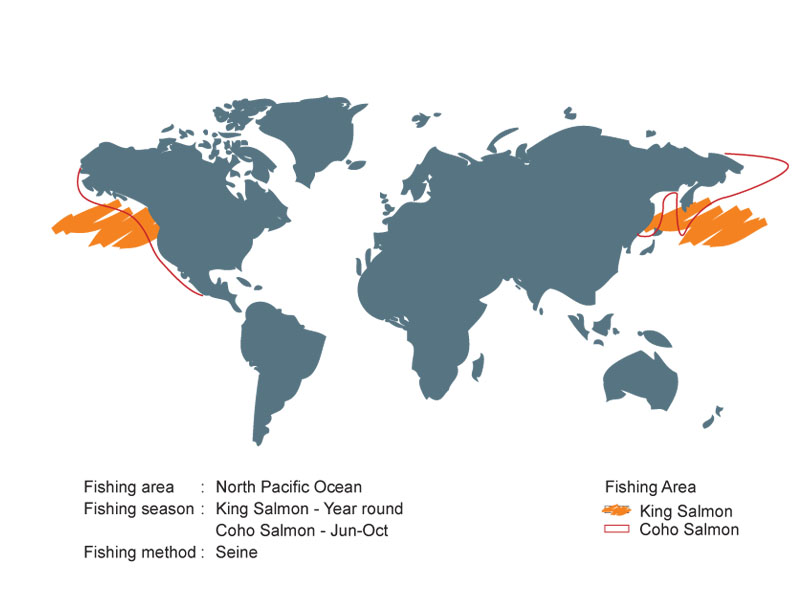 Fishing area : North Pacific Ocean
Fishing season : King Salmon - Year round
Coho Salmon - Jun-Oct
Fishing method : Seine
Fishing Area
King Salmon
Coho Salmon